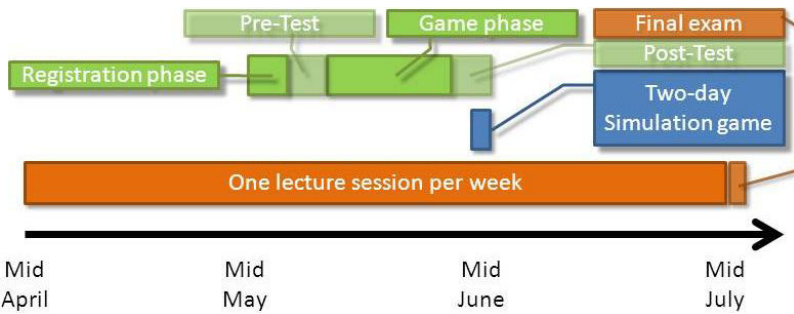 Pre-Test
Game phase
Final exam
Registration phase
Post-Test
Two-day
Simulation game
One lecture session per week
Mid Mid Mid Mid
April May June July